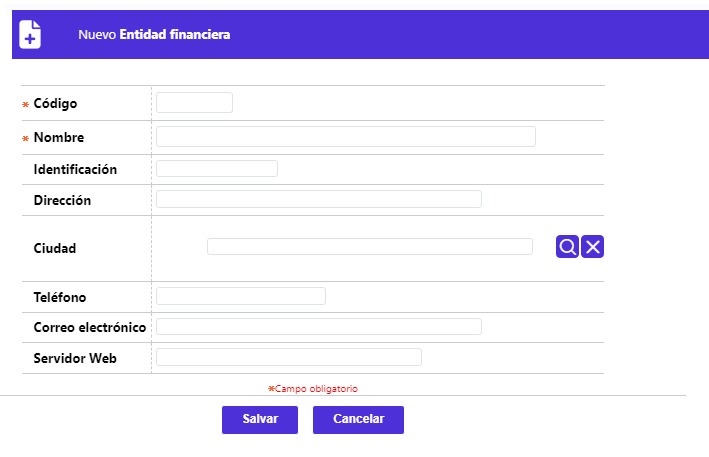 Nuevo Entidad financiera
* Código
* Nombre
Identificación
Dirección
Ciudad
Teléfono
Correo electrónico
Servidor Web
*Campo obligatorio
Salvar Cancelar